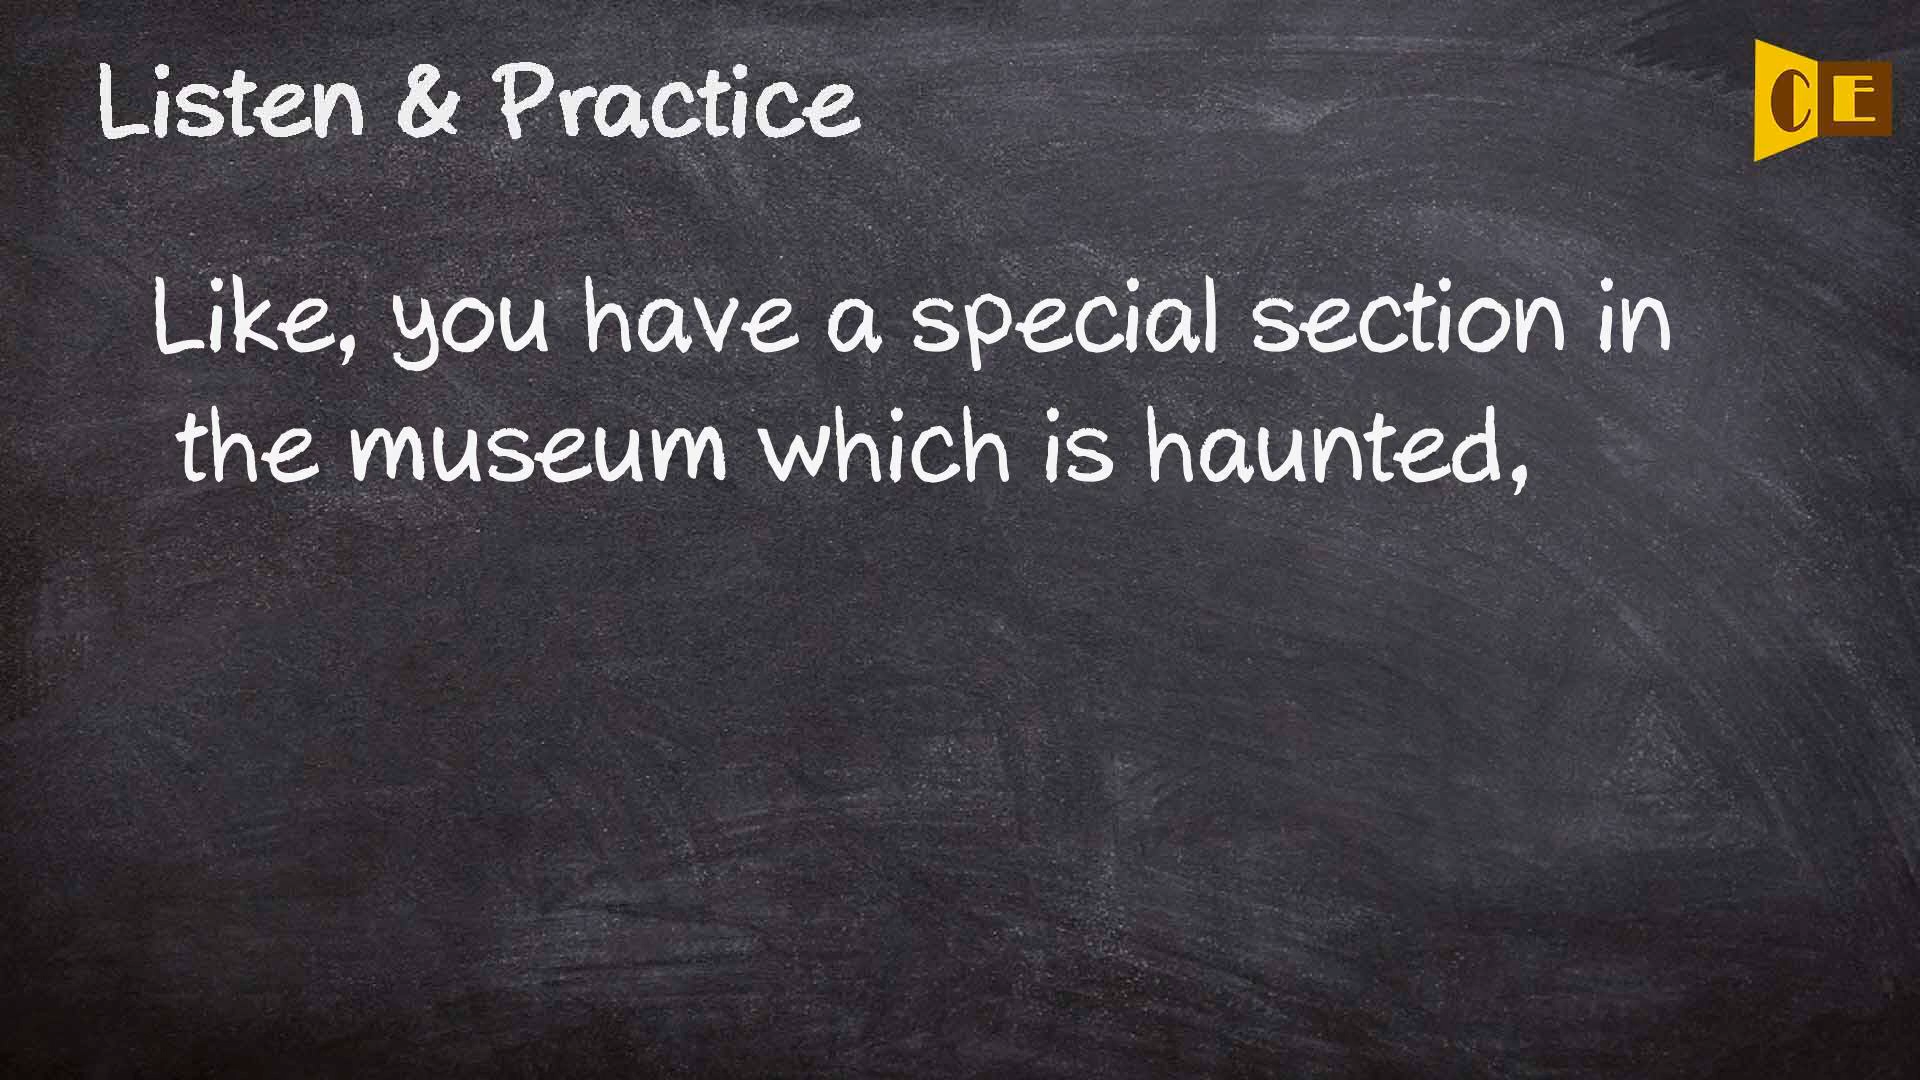 Listen & Practice
CE
Like, you have a special section in
the museum which is haunted,